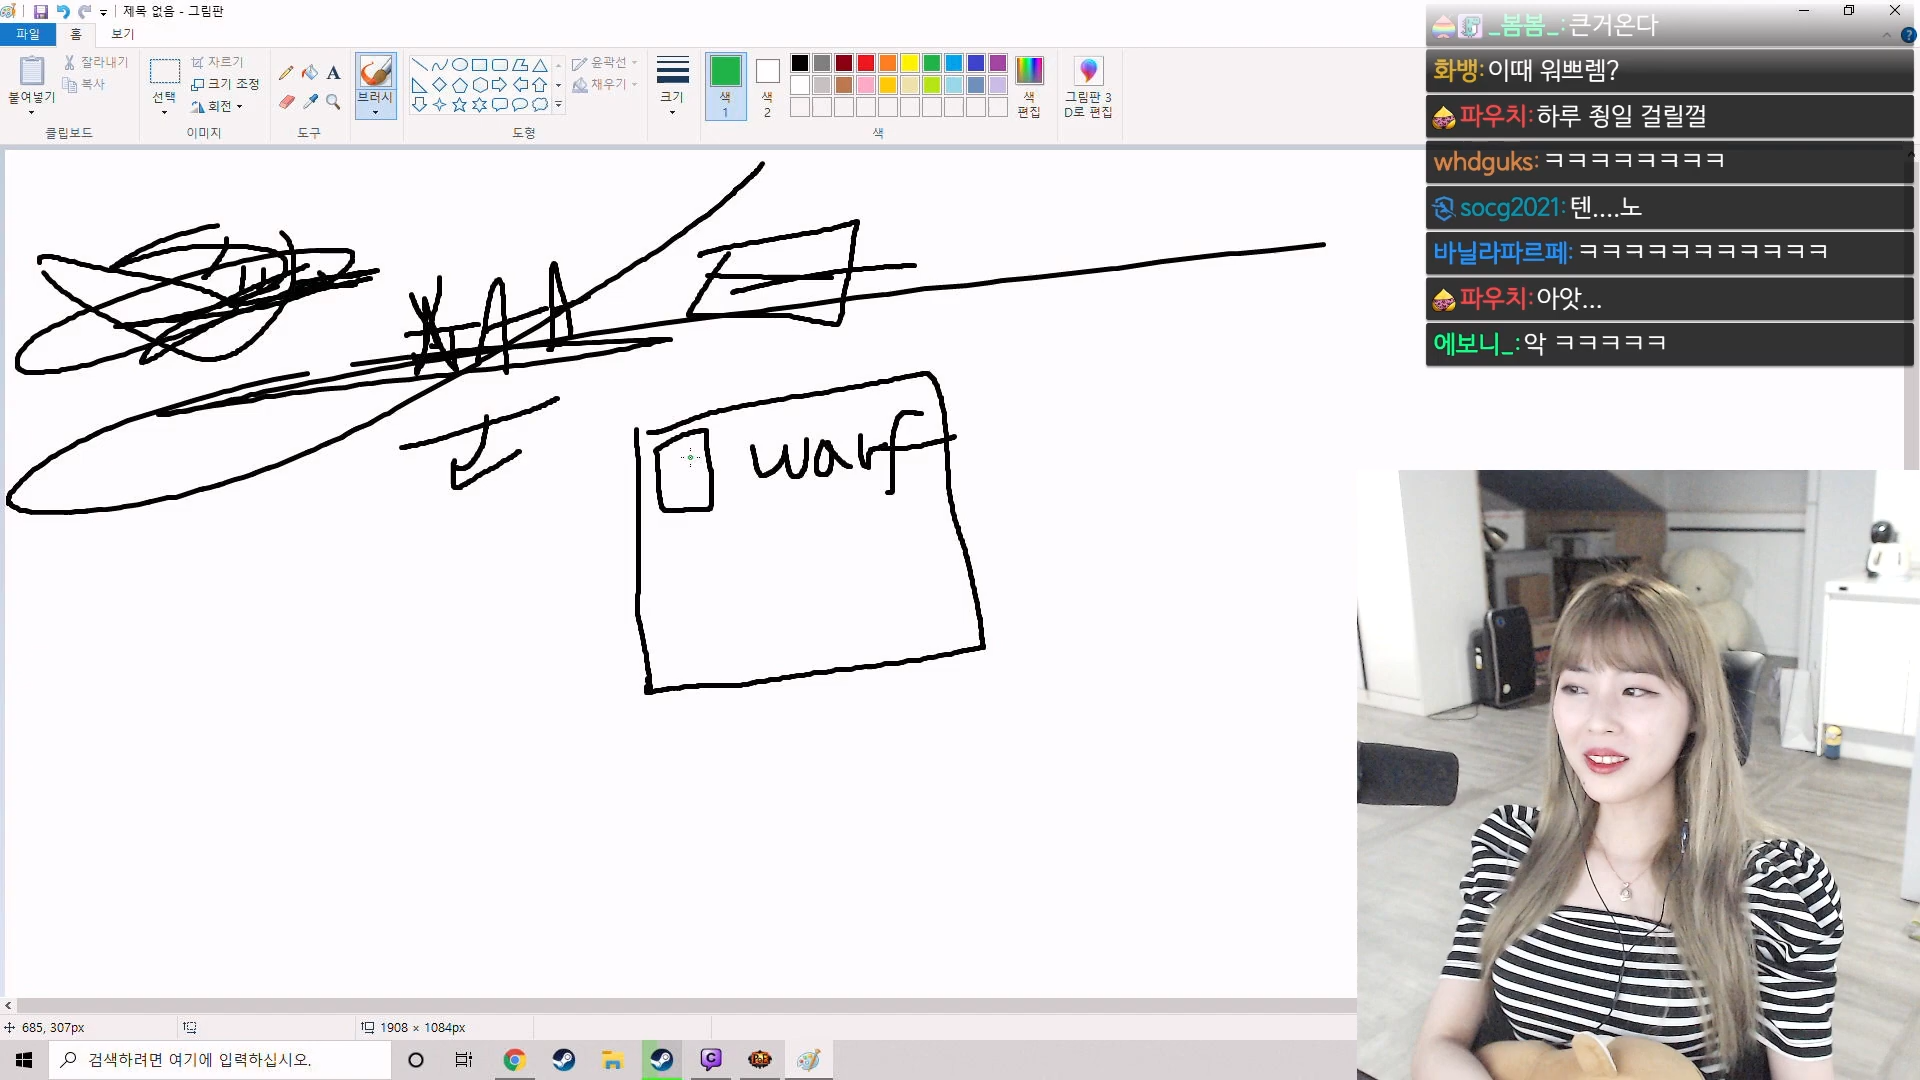 제목 없음 - 그림판
파일
홈
보기
붙여넣기
잘라내기
복사
클립보드
선택
자르기
크기 조정
회전
이미지
A
도구
브러시
윤곽선
채우기
도형
크기
색
1
색
2
색
편집
그림판 3
D로 편집
색
_봄봄_: 큰거온다
화뱅: 이때 워쁘렘?
파우치: 하루 죙일 걸릴껄
whdguks: ㅋㅋㅋㅋㅋㅋㅋㅋ
socg2021: 텐....노
바닐라파르페: ㅋㅋㅋㅋㅋㅋㅋㅋㅋㅋㅋ
파우치: 아앗...
에보니_: 악 ㅋㅋㅋㅋㅋ
warf
685, 307px
1908 × 1084px
검색하려면 여기에 입력하십시오.
PoE